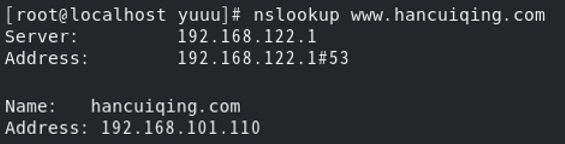 [root@localhost yuuu]# nslookup www.hancuiqing.com
Server:         192.168.122.1
Address:        192.168.122.1#53
Name:   hancuiqing.com
Address: 192.168.101.110